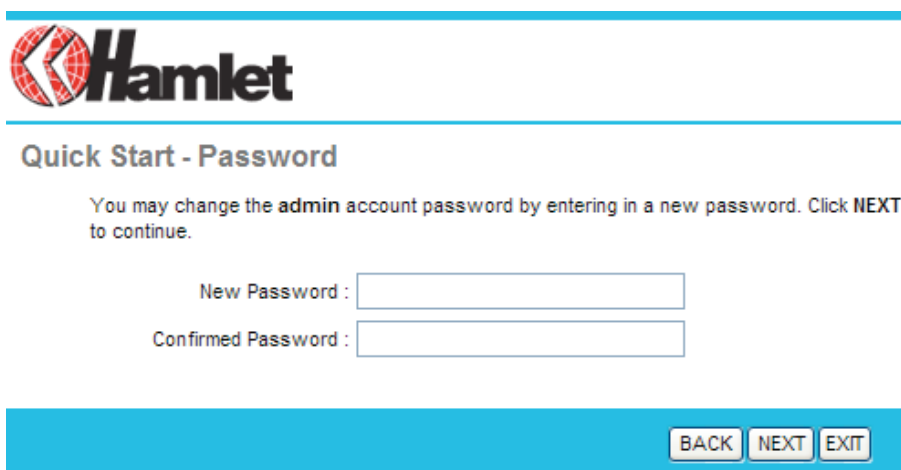 Hamlet
Quick Start - Password
You may change the admin account password by entering in a new password. Click NEXT
to continue.
New Password :
Confirmed Password :
BACK NEXT EXIT